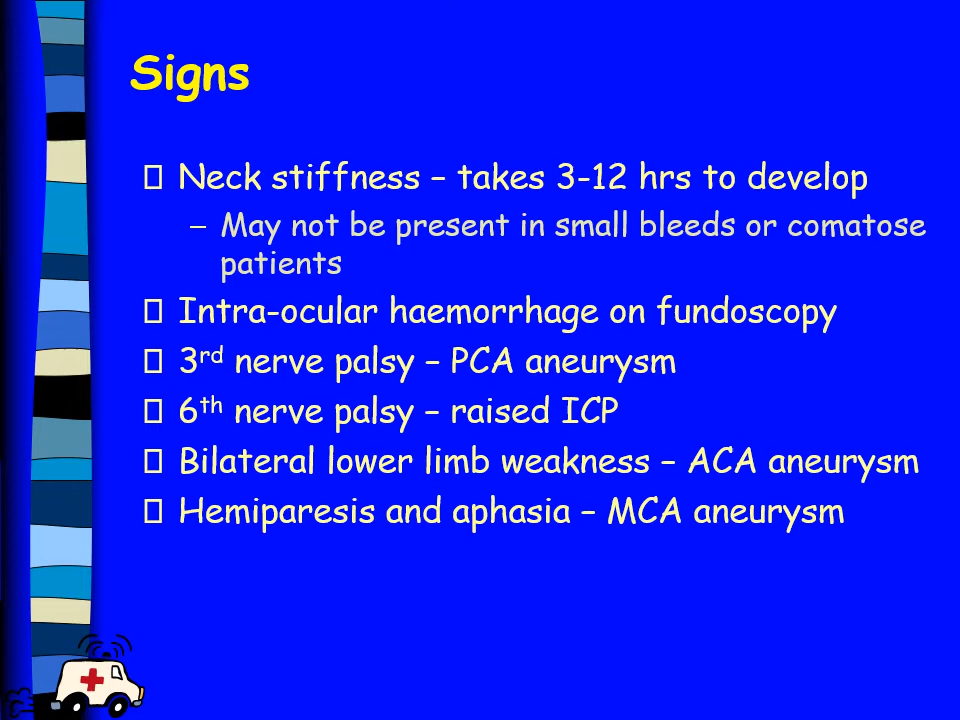 Signs
Neck stiffness – takes 3-12 hrs to develop
– May not be present in small bleeds or comatose
patients
Intra-ocular haemorrhage on fundoscopy
3rd nerve palsy – PCA aneurysm
6th nerve palsy – raised ICP
Bilateral lower limb weakness – ACA aneurysm
Hemiparesis and aphasia – MCA aneurysm